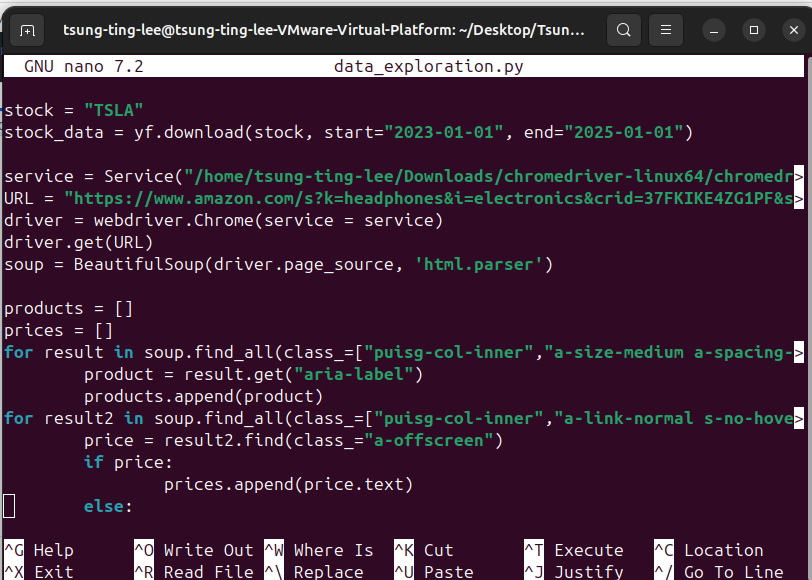 tsung-ting-lee@tsung-ting-lee-VMware-Virtual-Platform: ~/Desktop/Tsun...
GNU nano 7.2 data_exploration.py
stock = "TSLA"
stock_data = yf.download(stock, start="2023-01-01", end="2025-01-01")
service = Service("/home/tsung-ting-lee/Downloads/chromedriver-linux64/chromedr>
URL = "https://www.amazon.com/s?k=headphones&i=electronics&crid=37FKIKE4ZG1PF&s>
driver = webdriver.Chrome(service = service)
driver.get(URL)
soup = BeautifulSoup(driver.page_source, 'html.parser')
products = []
prices = []
for result in soup.find_all(class_=["puisg-col-inner","a-size-medium a-spacing->
        product = result.get("aria-label")
        products.append(product)
for result2 in soup.find_all(class_=["puisg-col-inner","a-link-normal s-no-hove>
        price = result2.find(class_="a-offscreen")
        if price:
                prices.append(price.text)
        else:
^G Help ^O Write Out ^W Where Is ^K Cut ^T Execute ^C Location
^X Exit ^R Read File ^\ Replace ^U Paste ^J Justify ^/ Go To Line